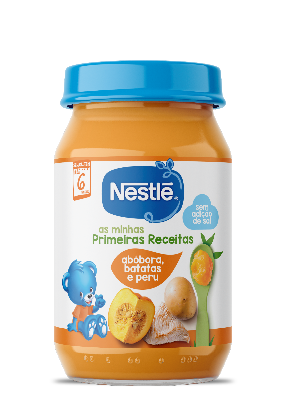 6
Nestlé
sem
adição
de sal
as minhas
Primeiras Receitas
abóbora,
batatas
e peru